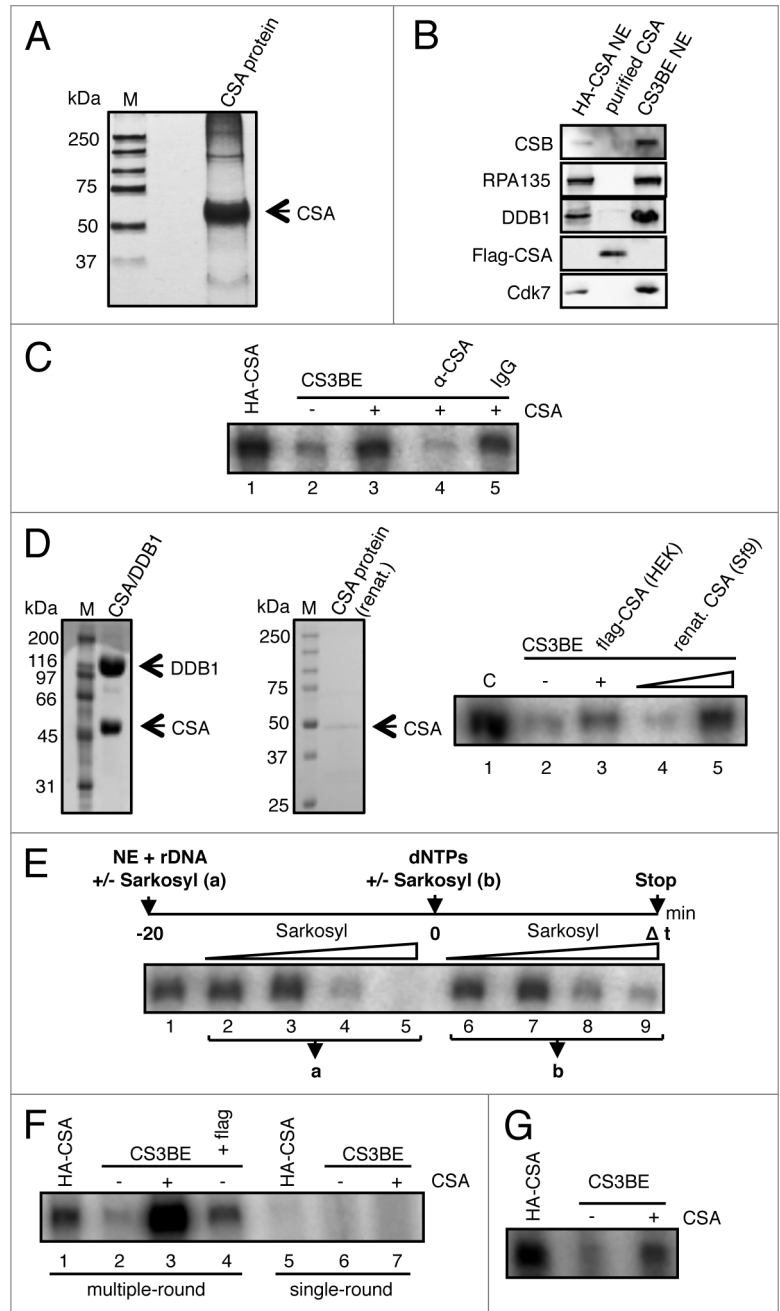 A
CSA protein
kDa M
250
75
50
37
CSA
B
HA-CSA NE
purified CSA
CS3BE NE
CSB
RPA135
DDB1
Flag-CSA
Cdk7
C
HA-CSA
CS3BE
α-CSA
IgG
- + + + CSA
1 2 3 4 5
D
CSA/DDB1
kDa M
200
116
97
66
45
31
DDB1
CSA
CSA protein
(renat.)
kDa M
250
75
50
37
25
CSA
flag-CSA (HEK)
renat. CSA (Sf9)
CS3BE
C - +
1 2 3 4 5
E
NE + rDNA
+/- Sarkosyl (a)
dNTPs
+/- Sarkosyl (b)
Stop
min
-20 Sarkosyl 0 Sarkosyl Δ t
1 2 3 4 5 6 7 8 9
a b
F
HA-CSA
CS3BE
+ flag
HA-CSA
CS3BE
- + - - + CSA
1 2 3 4 5 6 7
multiple-round single-round
G
HA-CSA
CS3BE
- + CSA